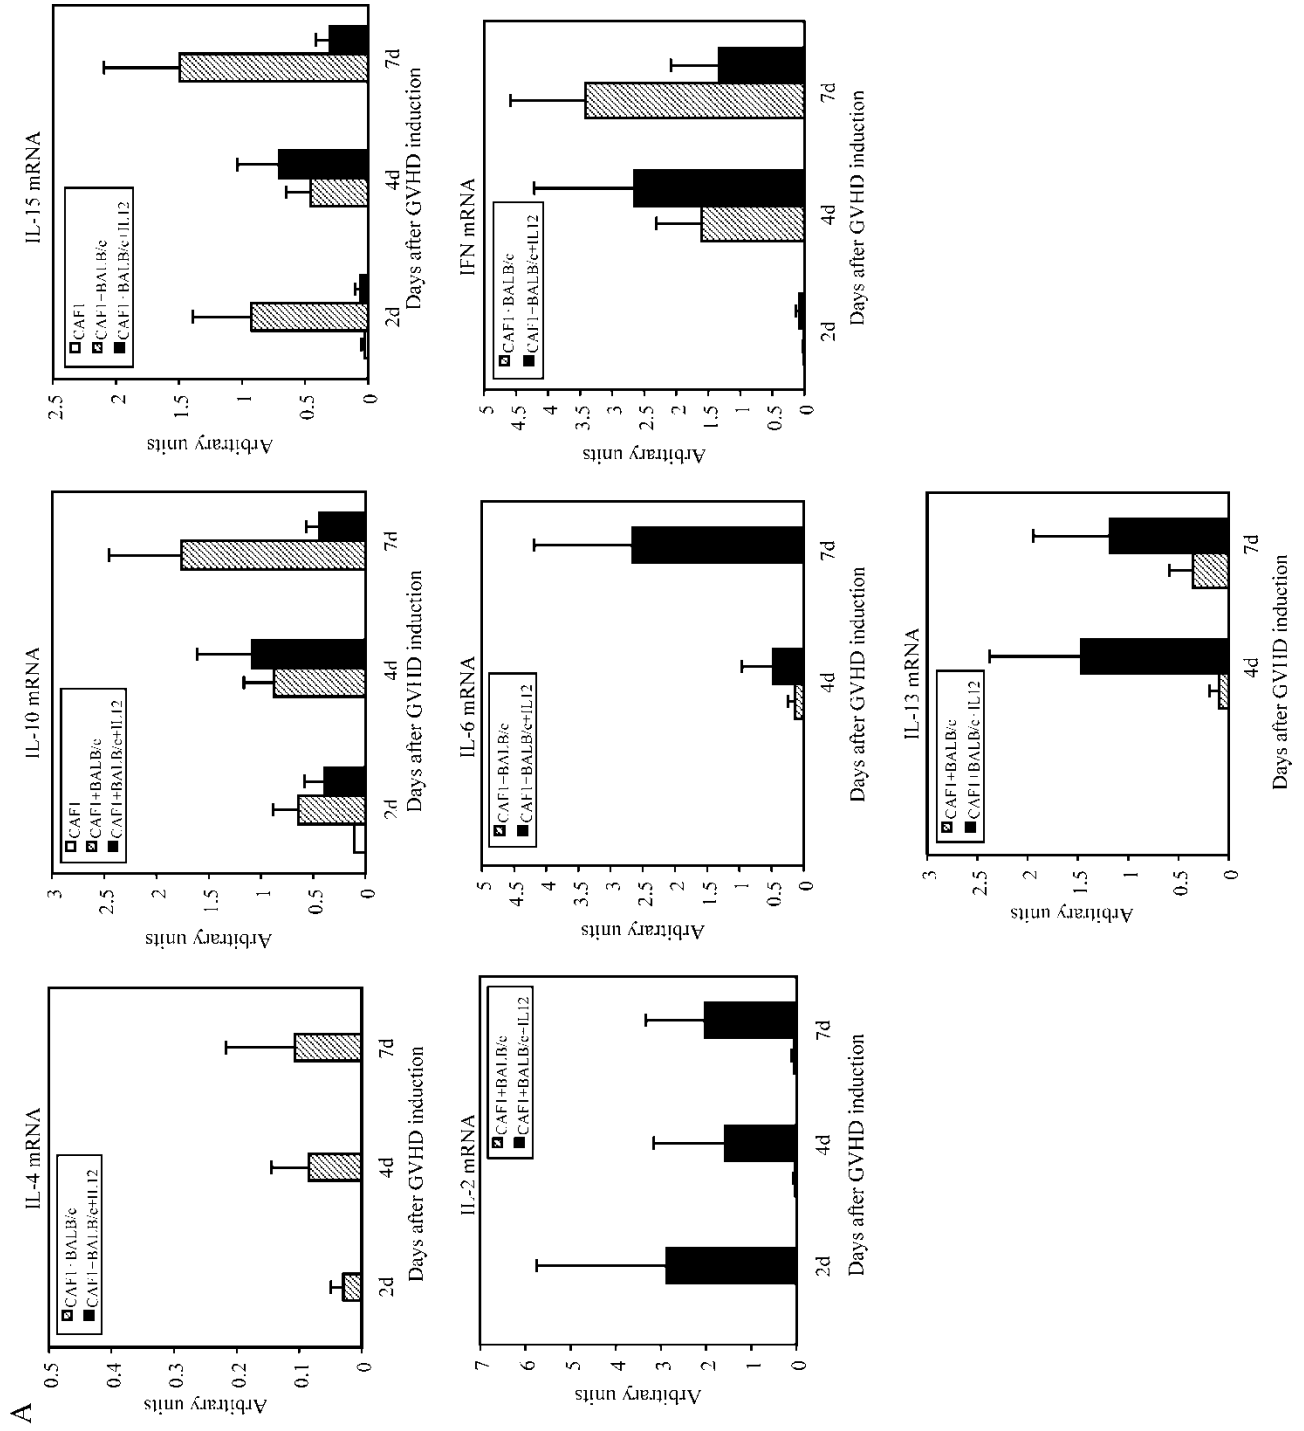 A
IL-4 mRNA
CAF1·BALB/c
CAF1-BALB/c+IL12
Arbitrary units
0.5
0.4
0.3
0.2
0.1
0
2d
4d
7d
Days after GVHD induction
IL-10 mRNA
CAF1
CAF1+BALB/c
CAF1+BALB/c+IL12
Arbitrary units
3
2.5
2
1.5
1
0.5
0
2d
4d
7d
Days after GVHD induction
IL-15 mRNA
CAF1
CAF1-BALB/c
CAF1·BALB/c+IL12
Arbitrary units
2.5
2
1.5
1
0.5
0
2d
4d
7d
Days after GVHD induction
IL-2 mRNA
CAF1+BALB/c
CAF1+BALB/c-IL12
Arbitrary units
7
6
5
4
3
2
1
0
2d
4d
7d
Days after GVHD induction
IL-6 mRNA
CAF1-BALB/c
CAF1-BALB/c+IL12
Arbitrary units
5
4.5
4
3.5
3
2.5
2
1.5
1
0.5
0
4d
7d
Days after GVHD induction
IFN mRNA
CAF1·BALB/c
CAF1-BALB/c+IL12
Arbitrary units
5
4.5
4
3.5
3
2.5
2
1.5
1
0.5
0
2d
4d
7d
Days after GVHD induction
IL-13 mRNA
CAF1+BALB/c
CAF1+BALB/c·IL12
Arbitrary units
3
2.5
2
1.5
1
0.5
0
4d
7d
Days after GVHD induction